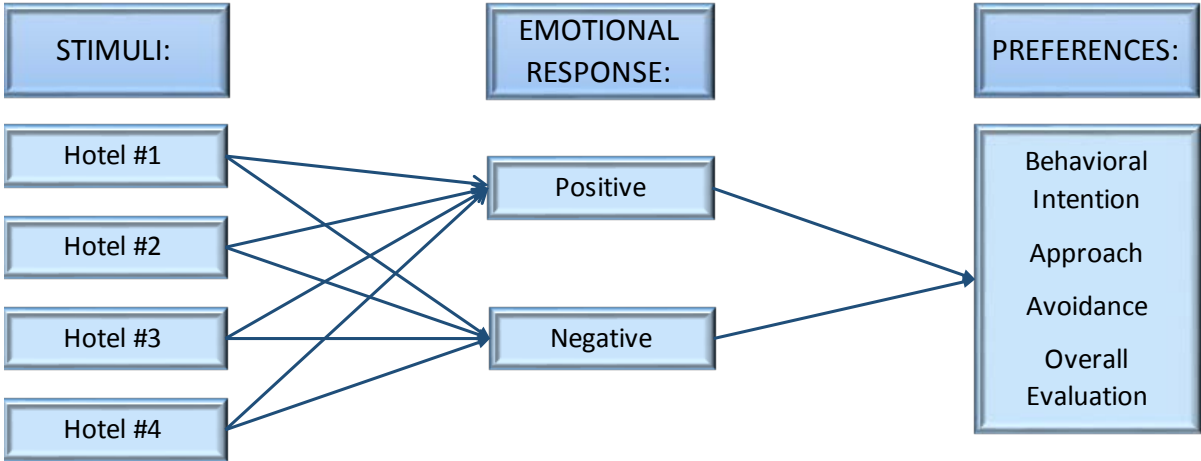 STIMULI:
EMOTIONAL
RESPONSE:
PREFERENCES:
Hotel #1
Hotel #2
Hotel #3
Hotel #4
Positive
Negative
Behavioral
Intention
Approach
Avoidance
Overall
Evaluation